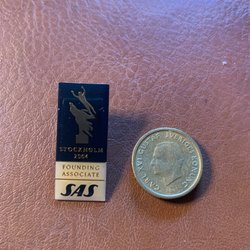 STOCKHOLM
2004
FOUNDING
ASSOCIATE
SAS
CARL XVI GUSTAF SVERIGES KONUNG